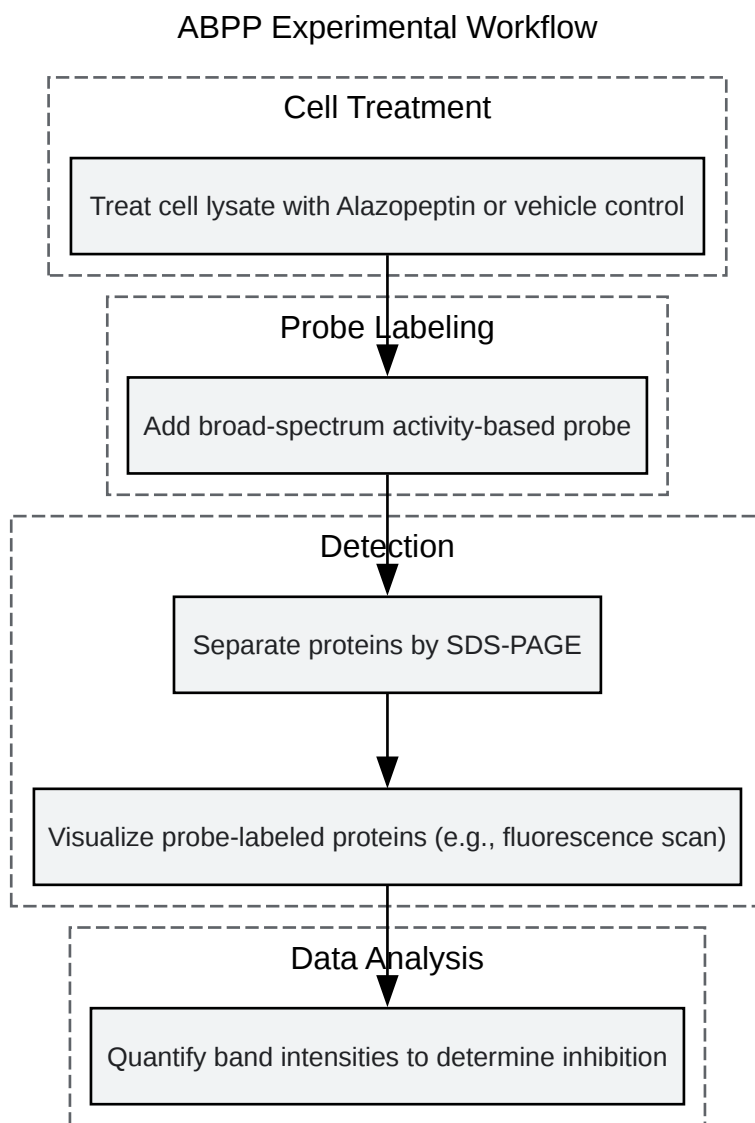 ABPP Experimental Workflow
Cell Treatment
Treat cell lysate with Alazopeptin or vehicle control
Probe Labeling
Add broad-spectrum activity-based probe
Detection
Separate proteins by SDS-PAGE
Visualize probe-labeled proteins (e.g., fluorescence scan)
Data Analysis
Quantify band intensities to determine inhibition